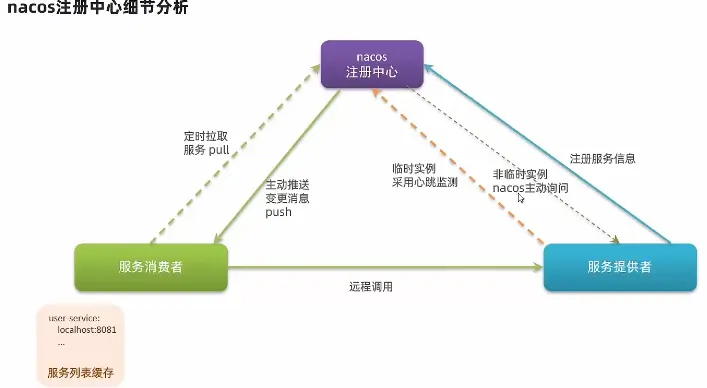 nacos注册中心细节分析
nacos
注册中心
定时拉取
服务 pull
主动推送
变更消息
push
临时实例
采用心跳监测
非临时实例
nacos主动询问
注册服务信息
服务消费者
服务提供者
远程调用
user-service:
localhost:8081
...
服务列表缓存